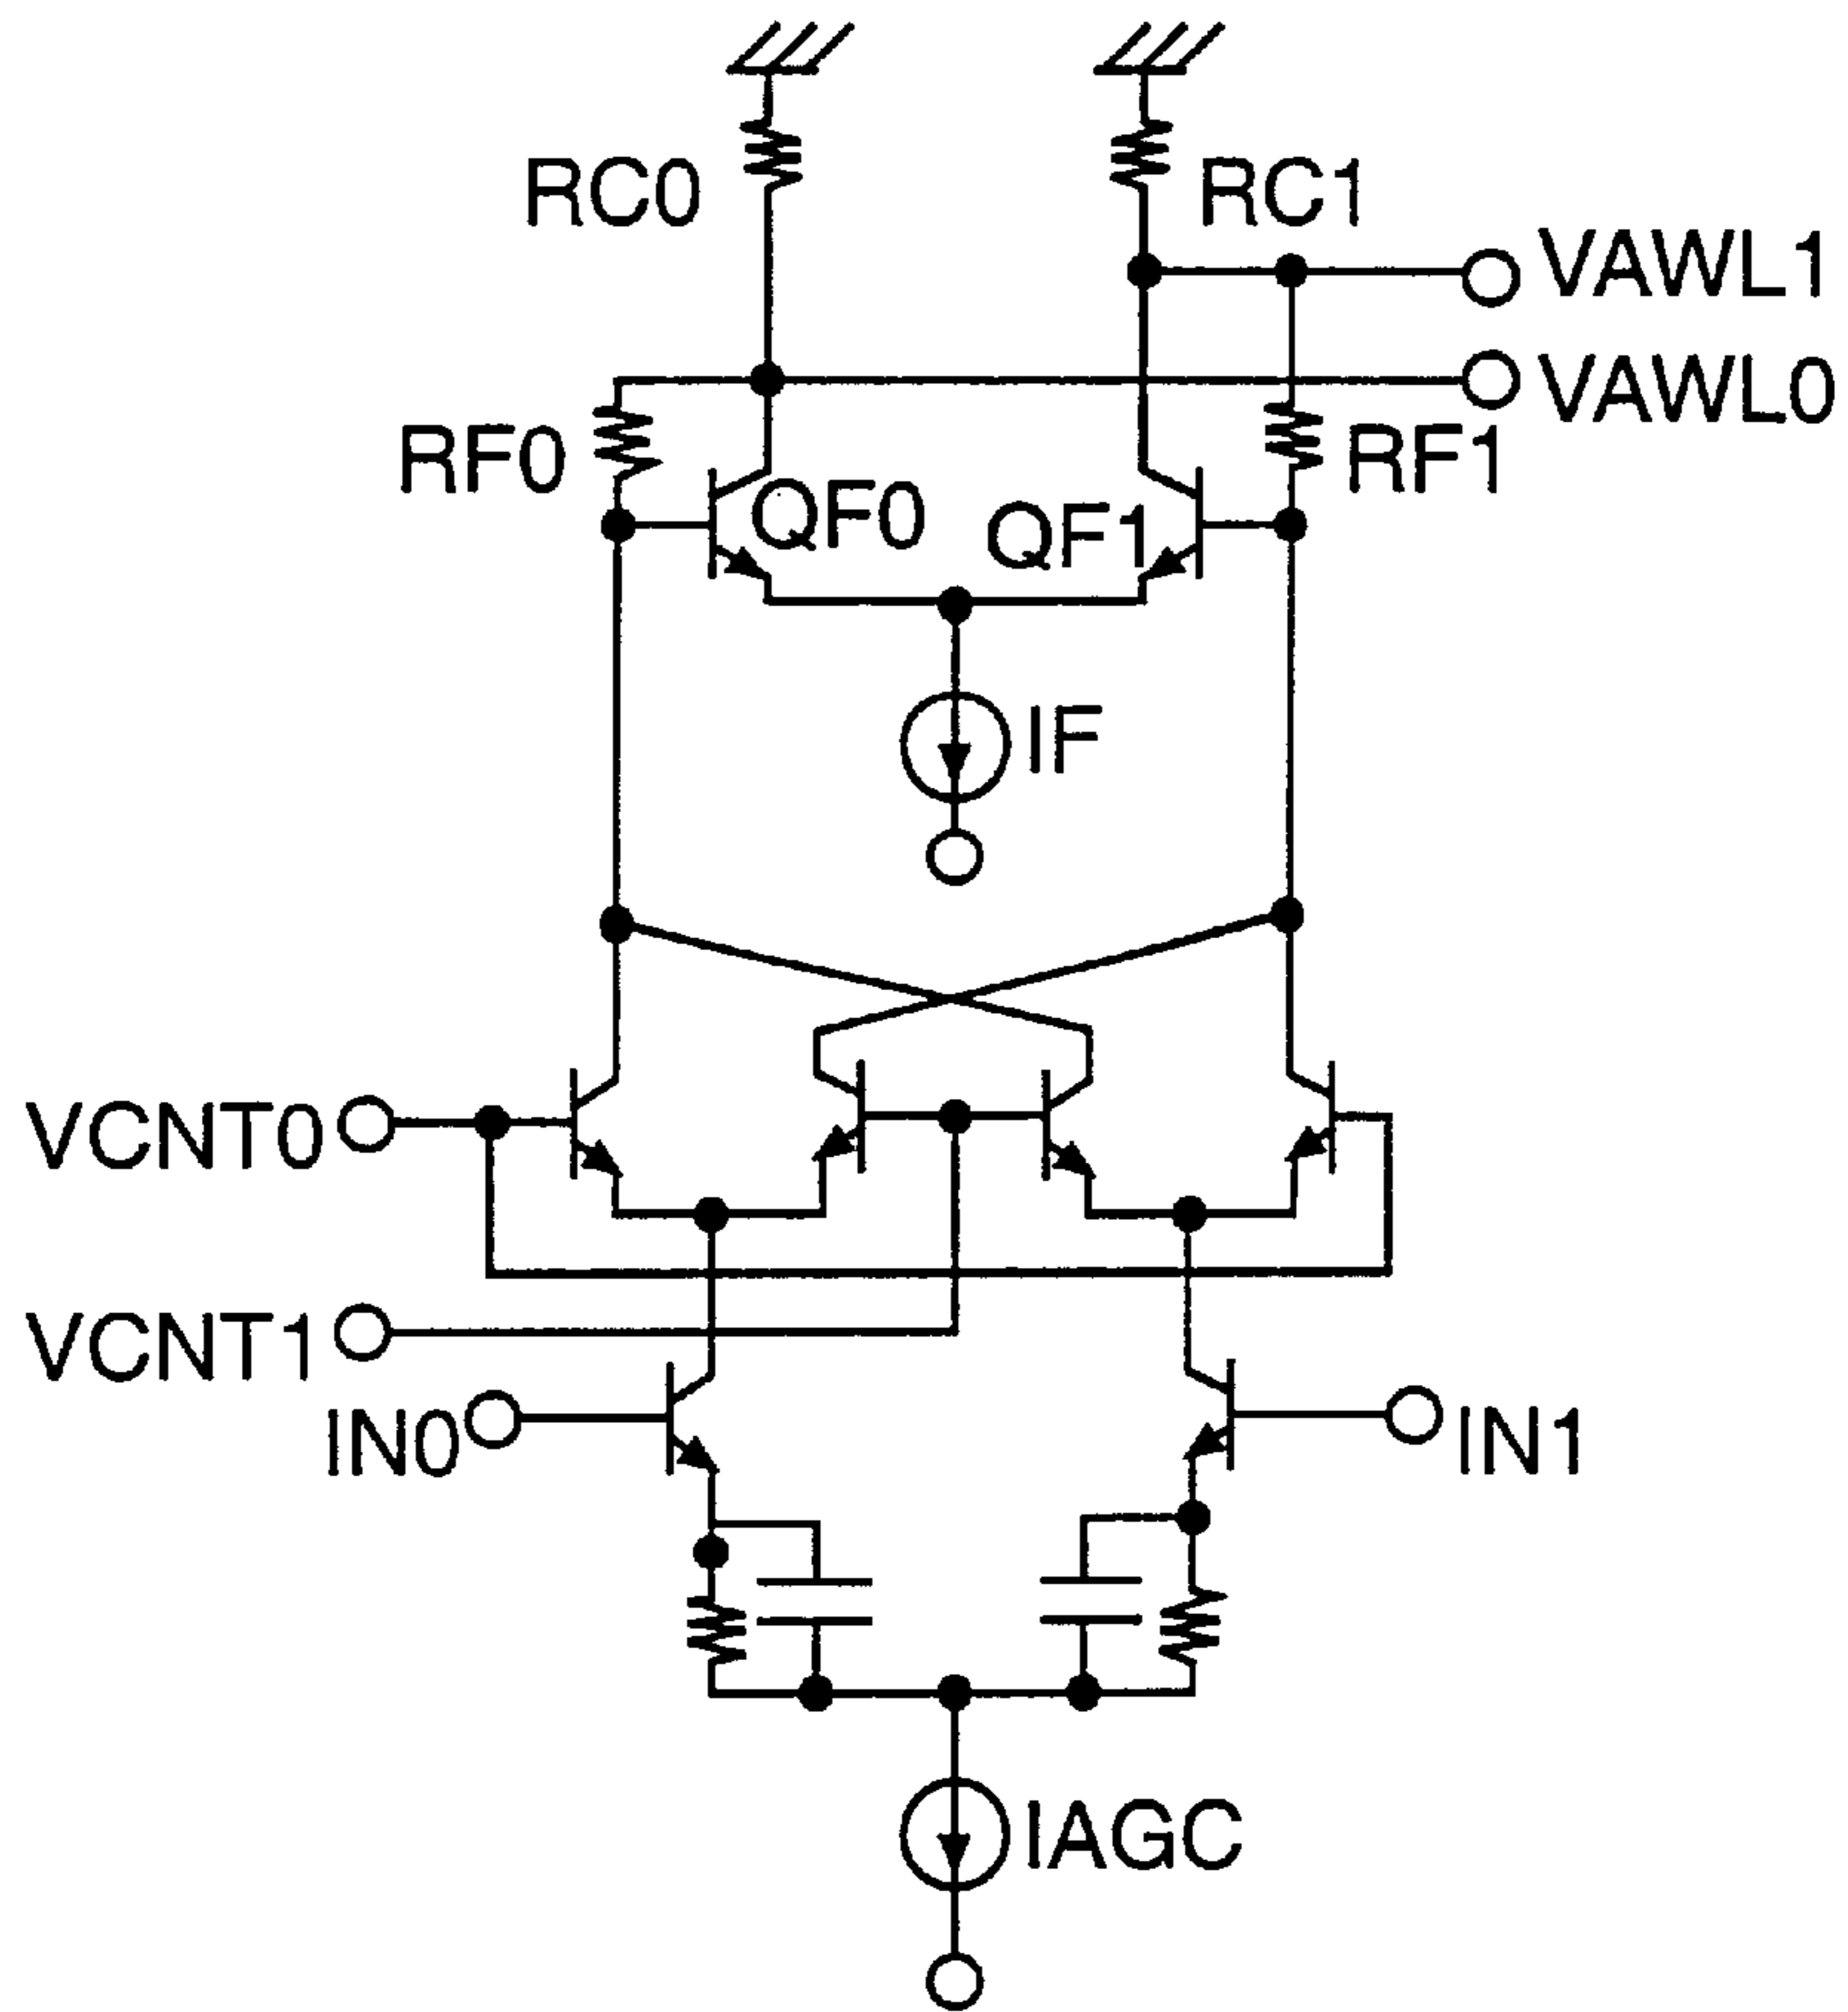 RC0
RC1
VAWL1
VAWL0
RF0
RF1
QF0
QF1
IF
VCNT0
VCNT1
IN0
IN1
IAGC